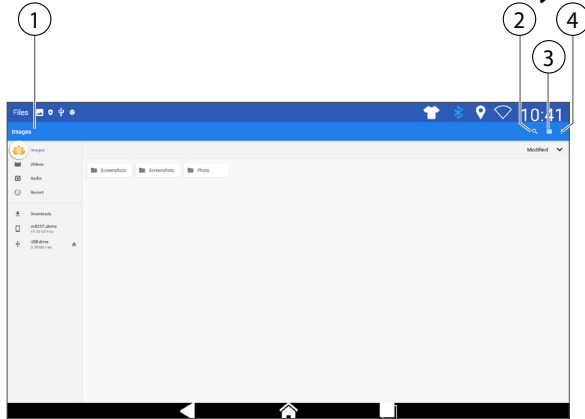 1
2
4
3
Files
10:41
Images
Images
Modified
Videos
Screenshots
Screenshots
Photo
Audio
Recent
Downloads
USB drive